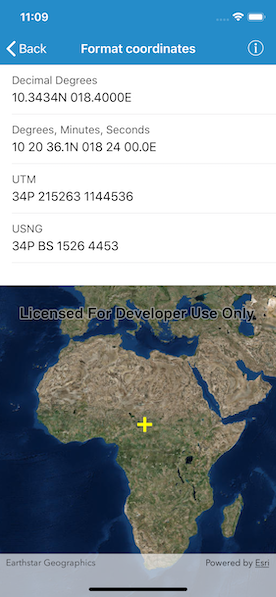 11:09
Back
Format coordinates
Decimal Degrees
10.3434N 018.4000E
Degrees, Minutes, Seconds
10 20 36.1N 018 24 00.0E
UTM
34P 215263 1144536
USNG
34P BS 1526 4453
Licensed For Developer Use Only
Earthstar Geographics
Powered by Esri